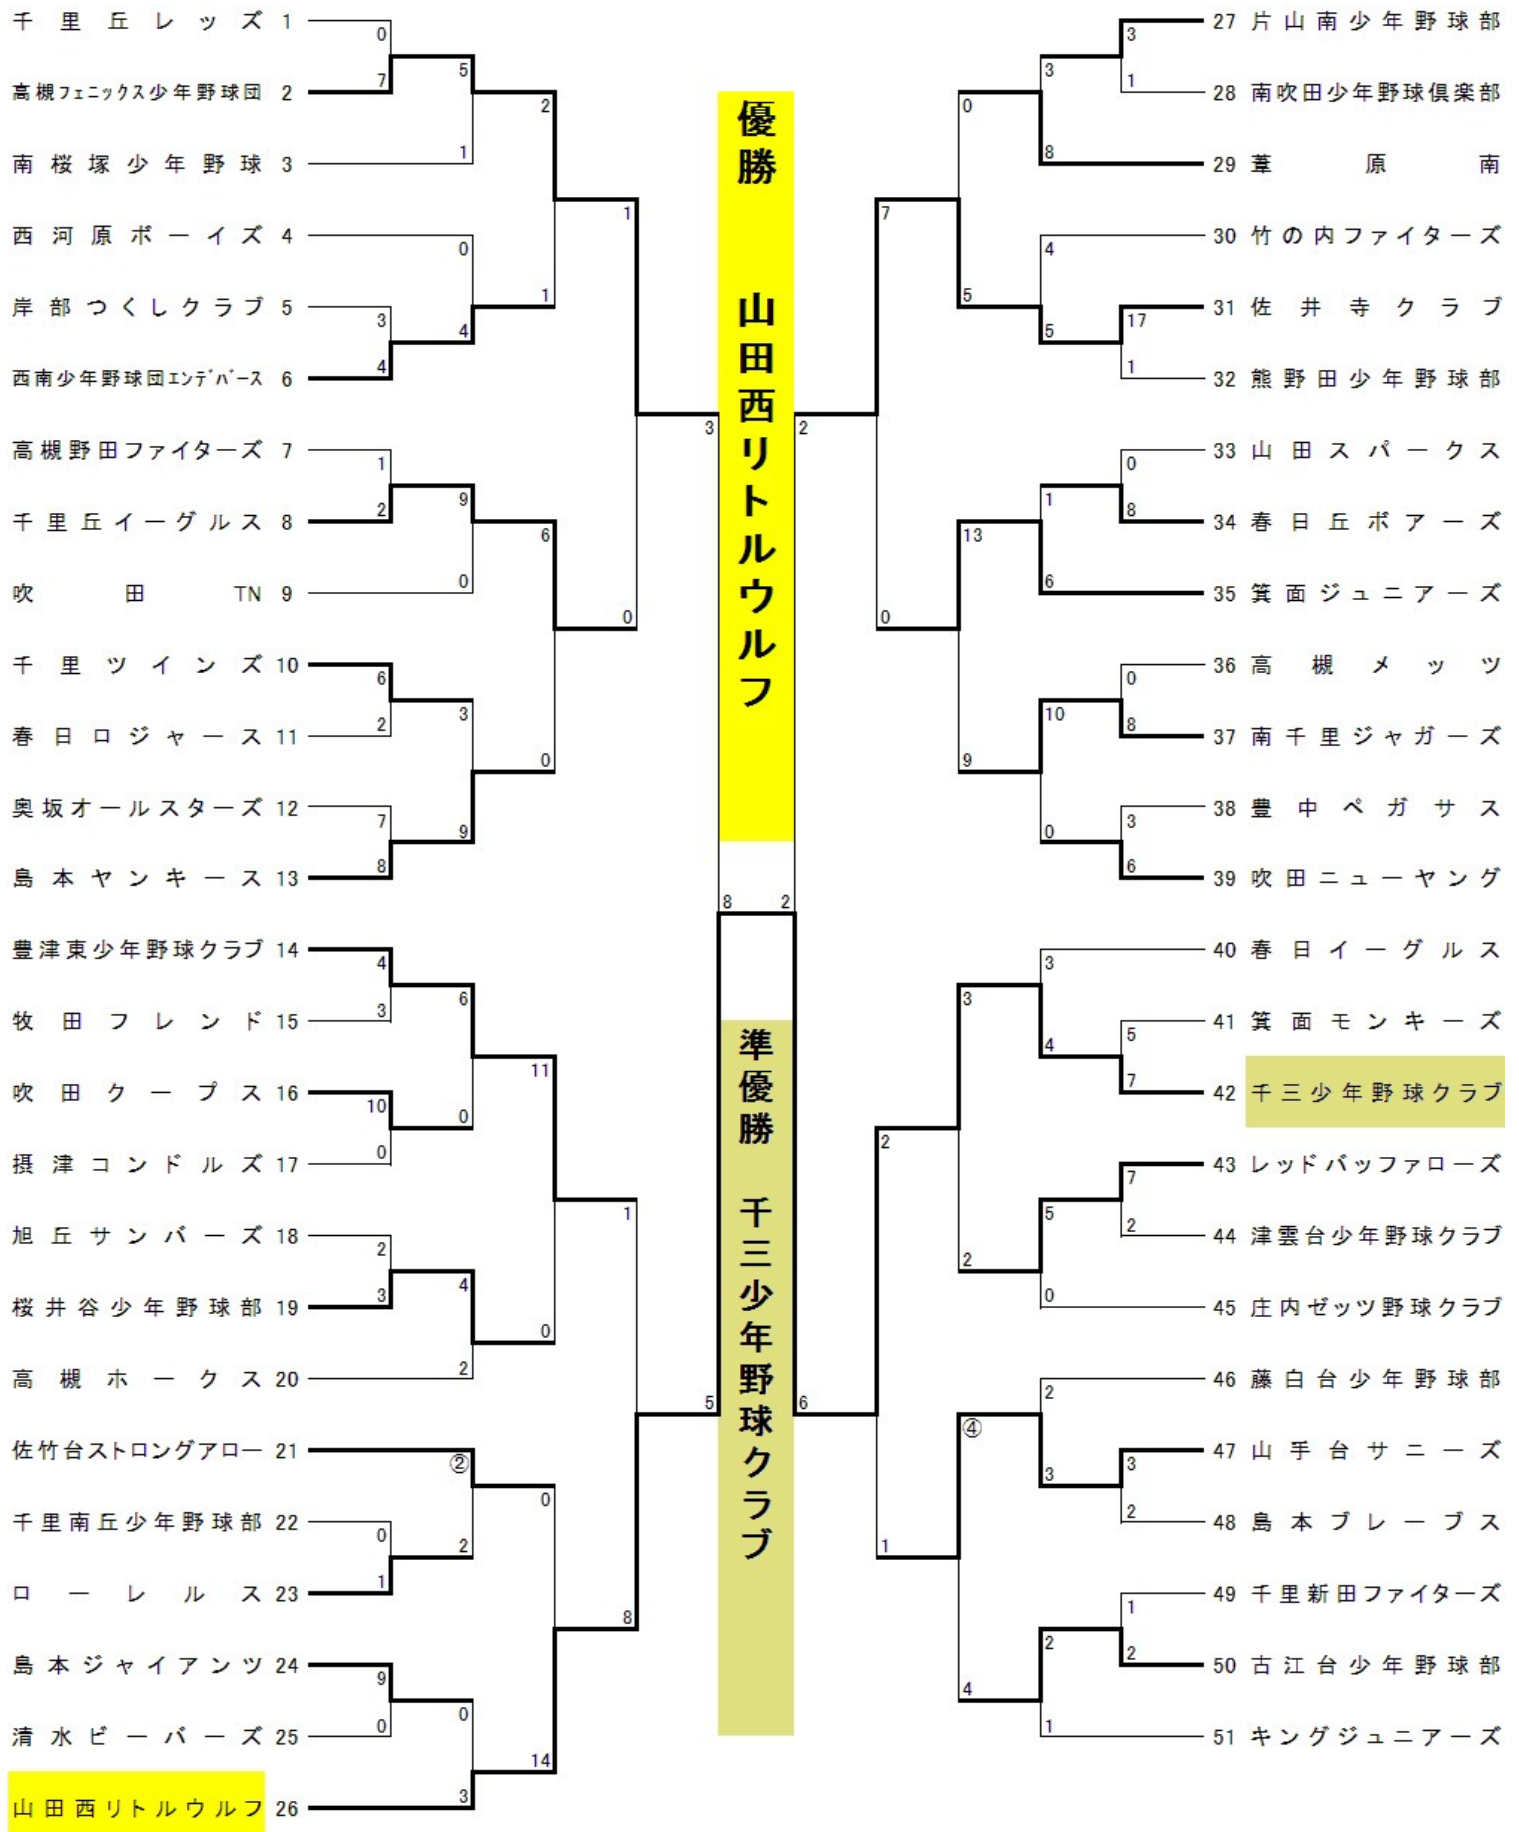 千里丘レッズ 1
0
高槻フェニックス少年野球団 2
7
5
南桜塚少年野球 3
1
2
西河原ボーイズ 4
0
岸部つくしクラブ 5
3
西南少年野球団エンデバース 6
4
4
1
1
高槻野田ファイターズ 7
1
千里丘イーグルス 8
2
9
吹田TN 9
0
6
千里ツインズ 10
6
春日ロジャース 11
2
3
奥坂オールスターズ 12
7
島本ヤンキース 13
8
9
0
0
3
豊津東少年野球クラブ 14
4
牧田フレンド 15
3
6
吹田クープス 16
10
摂津コンドルズ 17
0
0
11
旭丘サンバーズ 18
2
桜井谷少年野球部 19
3
4
高槻ホークス 20
2
0
1
佐竹台ストロングアロー 21
②
千里南丘少年野球部 22
0
ローレルス 23
1
2
0
島本ジャイアンツ 24
9
清水ビーバーズ 25
0
0
山田西リトルウルフ 26
3
14
8
5
優勝 山田西リトルウルフ
8 2
準優勝 千三少年野球クラブ
27 片山南少年野球部
3
28 南吹田少年野球倶楽部
1
3
29 葦原南
8
0
30 竹の内ファイターズ
4
31 佐井寺クラブ
17
32 熊野田少年野球部
1
5
5
7
33 山田スパークス
0
34 春日丘ボアーズ
8
1
35 箕面ジュニアーズ
6
13
36 高槻メッツ
0
37 南千里ジャガーズ
8
10
38 豊中ペガサス
3
39 吹田ニューヤング
6
0
9
0
2
40 春日イーグルス
3
41 箕面モンキーズ
5
42 千三少年野球クラブ
7
4
3
43 レッドバッファローズ
7
44 津雲台少年野球クラブ
2
5
45 庄内ゼッツ野球クラブ
0
2
2
46 藤白台少年野球部
2
47 山手台サニーズ
3
48 島本ブレーブス
2
3
④
49 千里新田ファイターズ
1
50 古江台少年野球部
2
2
51 キングジュニアーズ
1
4
1
6